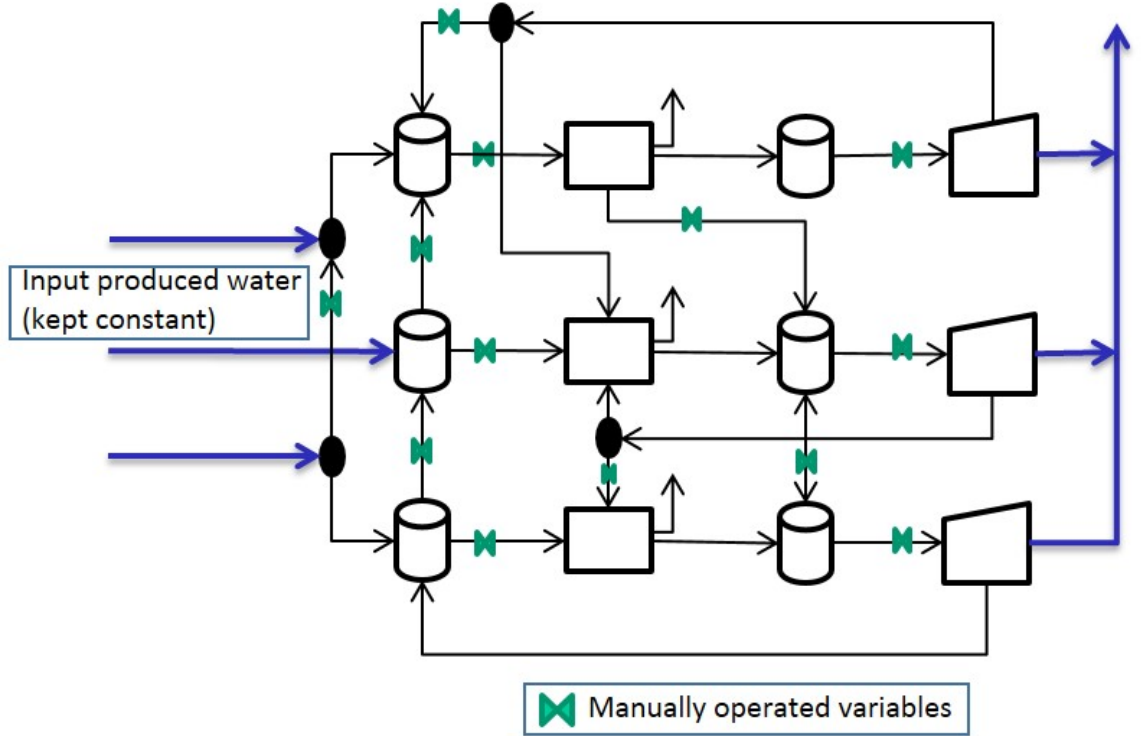 Input produced water
(kept constant)
Manually operated variables